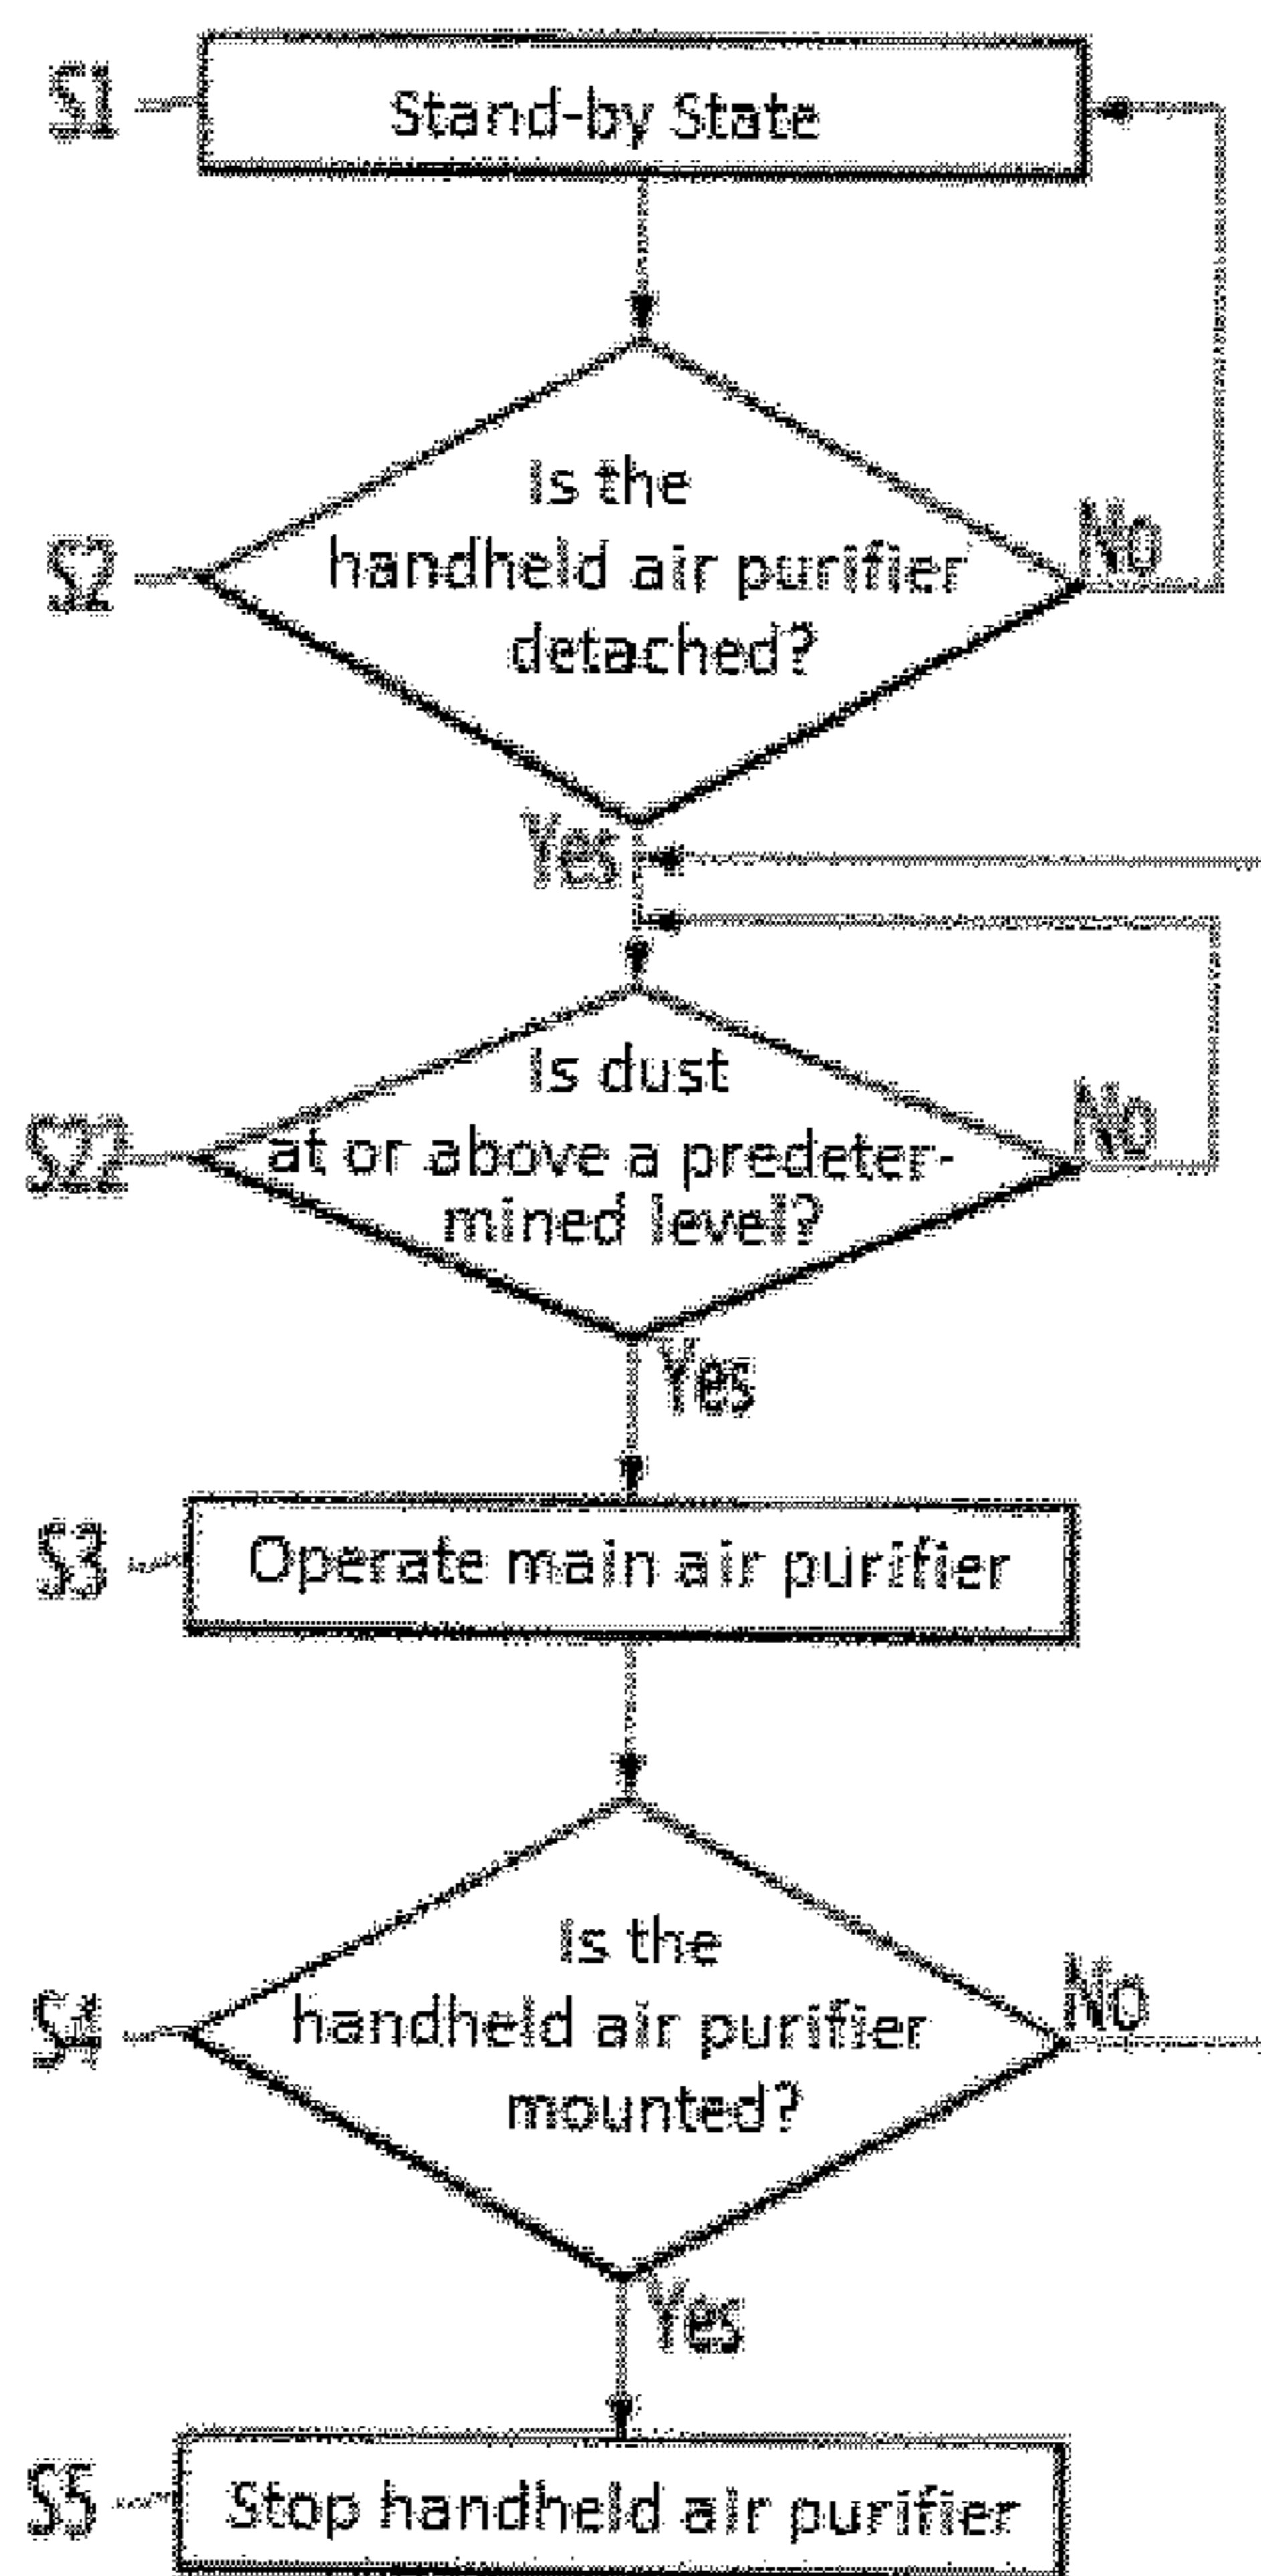 S1
Stand-by State
Is the
handheld air purifier
detached?
S2
No
Yes
Is dust
at or above a predeter-
mined level?
S22
No
Yes
S3
Operate main air purifier
Is the
handheld air purifier
mounted?
S4
No
Yes
S5
Stop handheld air purifier